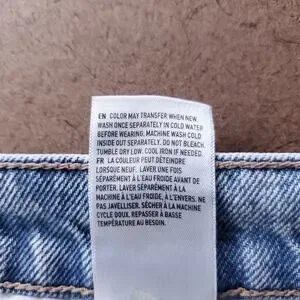 EN COLOR MAY TRANSFER WHEN NEW.
WASH ONCE SEPARATELY IN COLD WATER
BEFORE WEARING. MACHINE WASH COLD
INSIDE OUT SEPARATELY. DO NOT BLEACH.
TUMBLE DRY LOW. COOL IRON IF NEEDED.
FR LA COULEUR PEUT DÉTEINDRE
LORSQUE NEUF. LAVER UNE FOIS
SÉPARÉMENT À L'EAU FROIDE AVANT DE
PORTER. LAVER SÉPARÉMENT À LA
MACHINE À L'EAU FROIDE, À L'ENVERS. NE
PAS JAVELLISER. SÉCHER À LA MACHINE
CYCLE DOUX. REPASSER À BASSE
TEMPÉRATURE AU BESOIN.